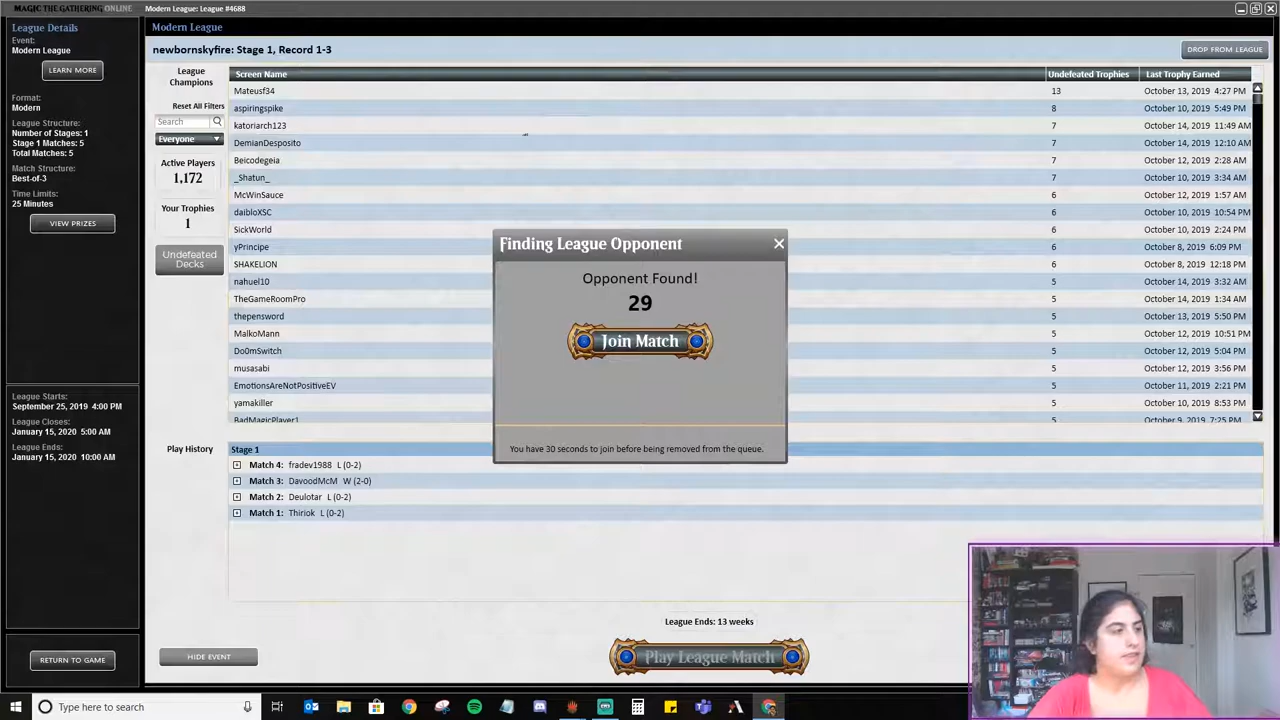 MAGIC THE GATHERING ONLINE
Modern League: League #4688
League Details
Event:
Modern League
LEARN MORE
Format:
Modern
League Structure:
Number of Stages: 1
Stage 1 Matches: 5
Total Matches: 5
Match Structure:
Best-of-3
Time Limits:
25 Minutes
VIEW PRIZES
League Starts:
September 25, 2019 4:00 PM
League Closes:
January 15, 2020 5:00 AM
League Ends:
January 15, 2020 10:00 AM
RETURN TO GAME
Modern League
newbornskyfire: Stage 1, Record 1-3
DROP FROM LEAGUE
League
Champions
Reset All Filters
Search
Everyone
Active Players
1,172
Your Trophies
1
Undefeated
Decks
Screen Name Undefeated Trophies Last Trophy Earned
Mateusf34 13 October 13, 2019 4:27 PM
aspiringspike 8 October 10, 2019 5:49 PM
katoriarch123 7 October 14, 2019 11:49 AM
DemianDesposito 7 October 14, 2019 12:10 AM
Beicodegeia 7 October 12, 2019 2:28 AM
_Shatun_ 7 October 10, 2019 3:34 AM
McWinSauce 6 October 12, 2019 1:57 AM
daibloXSC 6 October 10, 2019 10:54 PM
SickWorld 6 October 10, 2019 2:24 PM
yPrincipe 6 October 8, 2019 6:09 PM
SHAKELION 6 October 8, 2019 12:18 PM
nahuel10 5 October 14, 2019 3:32 AM
TheGameRoomPro 5 October 14, 2019 1:34 AM
thepensword 5 October 13, 2019 5:50 PM
MalkoMann 5 October 12, 2019 10:51 PM
Do0mSwitch 5 October 12, 2019 5:04 PM
musasabi 5 October 12, 2019 3:56 PM
EmotionsAreNotPositiveEV 5 October 11, 2019 2:21 PM
yamakiller 5 October 10, 2019 8:53 PM
BadMagicPlayer1 5 October 9, 2019 7:25 PM
Finding League Opponent
Opponent Found!
29
Join Match
You have 30 seconds to join before being removed from the queue.
Play History
Stage 1
Match 4: fradev1988 L (0-2)
Match 3: DavoodMcM W (2-0)
Match 2: Deulotar L (0-2)
Match 1: Thiriok L (0-2)
League Ends: 13 weeks
HIDE EVENT
Play League Match
Type here to search